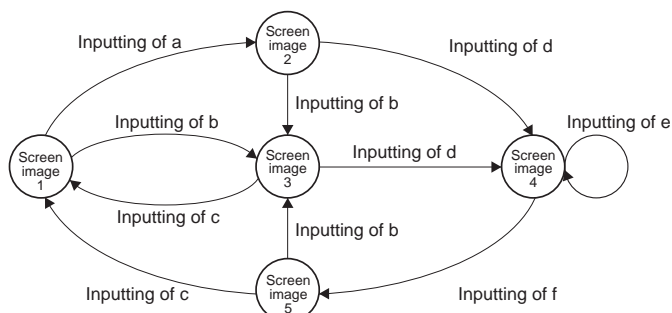 Inputting of a
Screen
image
2
Inputting of d
Inputting of b
Inputting of b
Inputting of e
Screen
image
1
Screen
image
3
Inputting of d
Screen
image
4
Inputting of c
Inputting of b
Inputting of c
Screen
image
5
Inputting of f